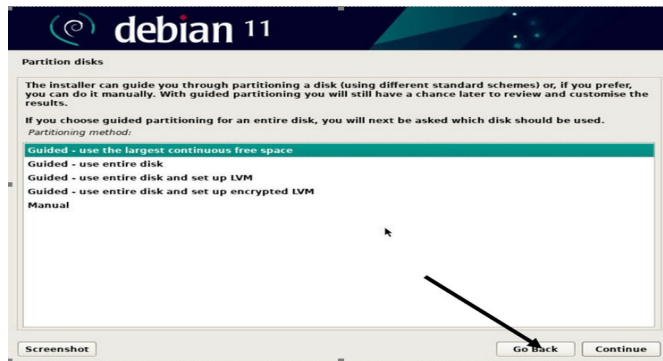 debian 11
Partition disks
The installer can guide you through partitioning a disk (using different standard schemes) or, if you prefer,
you can do it manually. With guided partitioning you will still have a chance later to review and customise the
results.
If you choose guided partitioning for an entire disk, you will next be asked which disk should be used.
Partitioning method:
Guided - use the largest continuous free space
Guided - use entire disk
Guided - use entire disk and set up LVM
Guided - use entire disk and set up encrypted LVM
Manual
Screenshot
Go Back
Continue